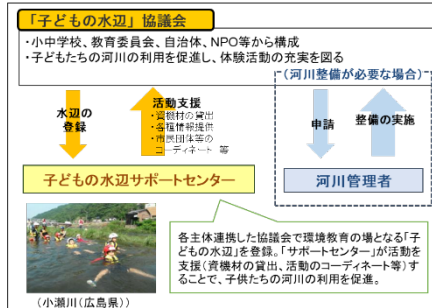 「子どもの水辺」協議会
・小中学校、教育委員会、自治体、NPO等から構成
・子どもたちの河川の利用を促進し、体験活動の充実を図る
(河川整備が必要な場合)
水辺の
登録
活動支援
・資機材の貸出
・各種情報提供
・市民団体等の
コーディネート 等
申請
整備の実施
子どもの水辺サポートセンター
河川管理者
各主体連携した協議会で環境教育の場となる「子
どもの水辺」を登録。「サポートセンター」が活動を
支援(資機材の貸出、活動のコーディネート等)す
ることで、子供たちの河川の利用を促進。
(小瀬川(広島県))